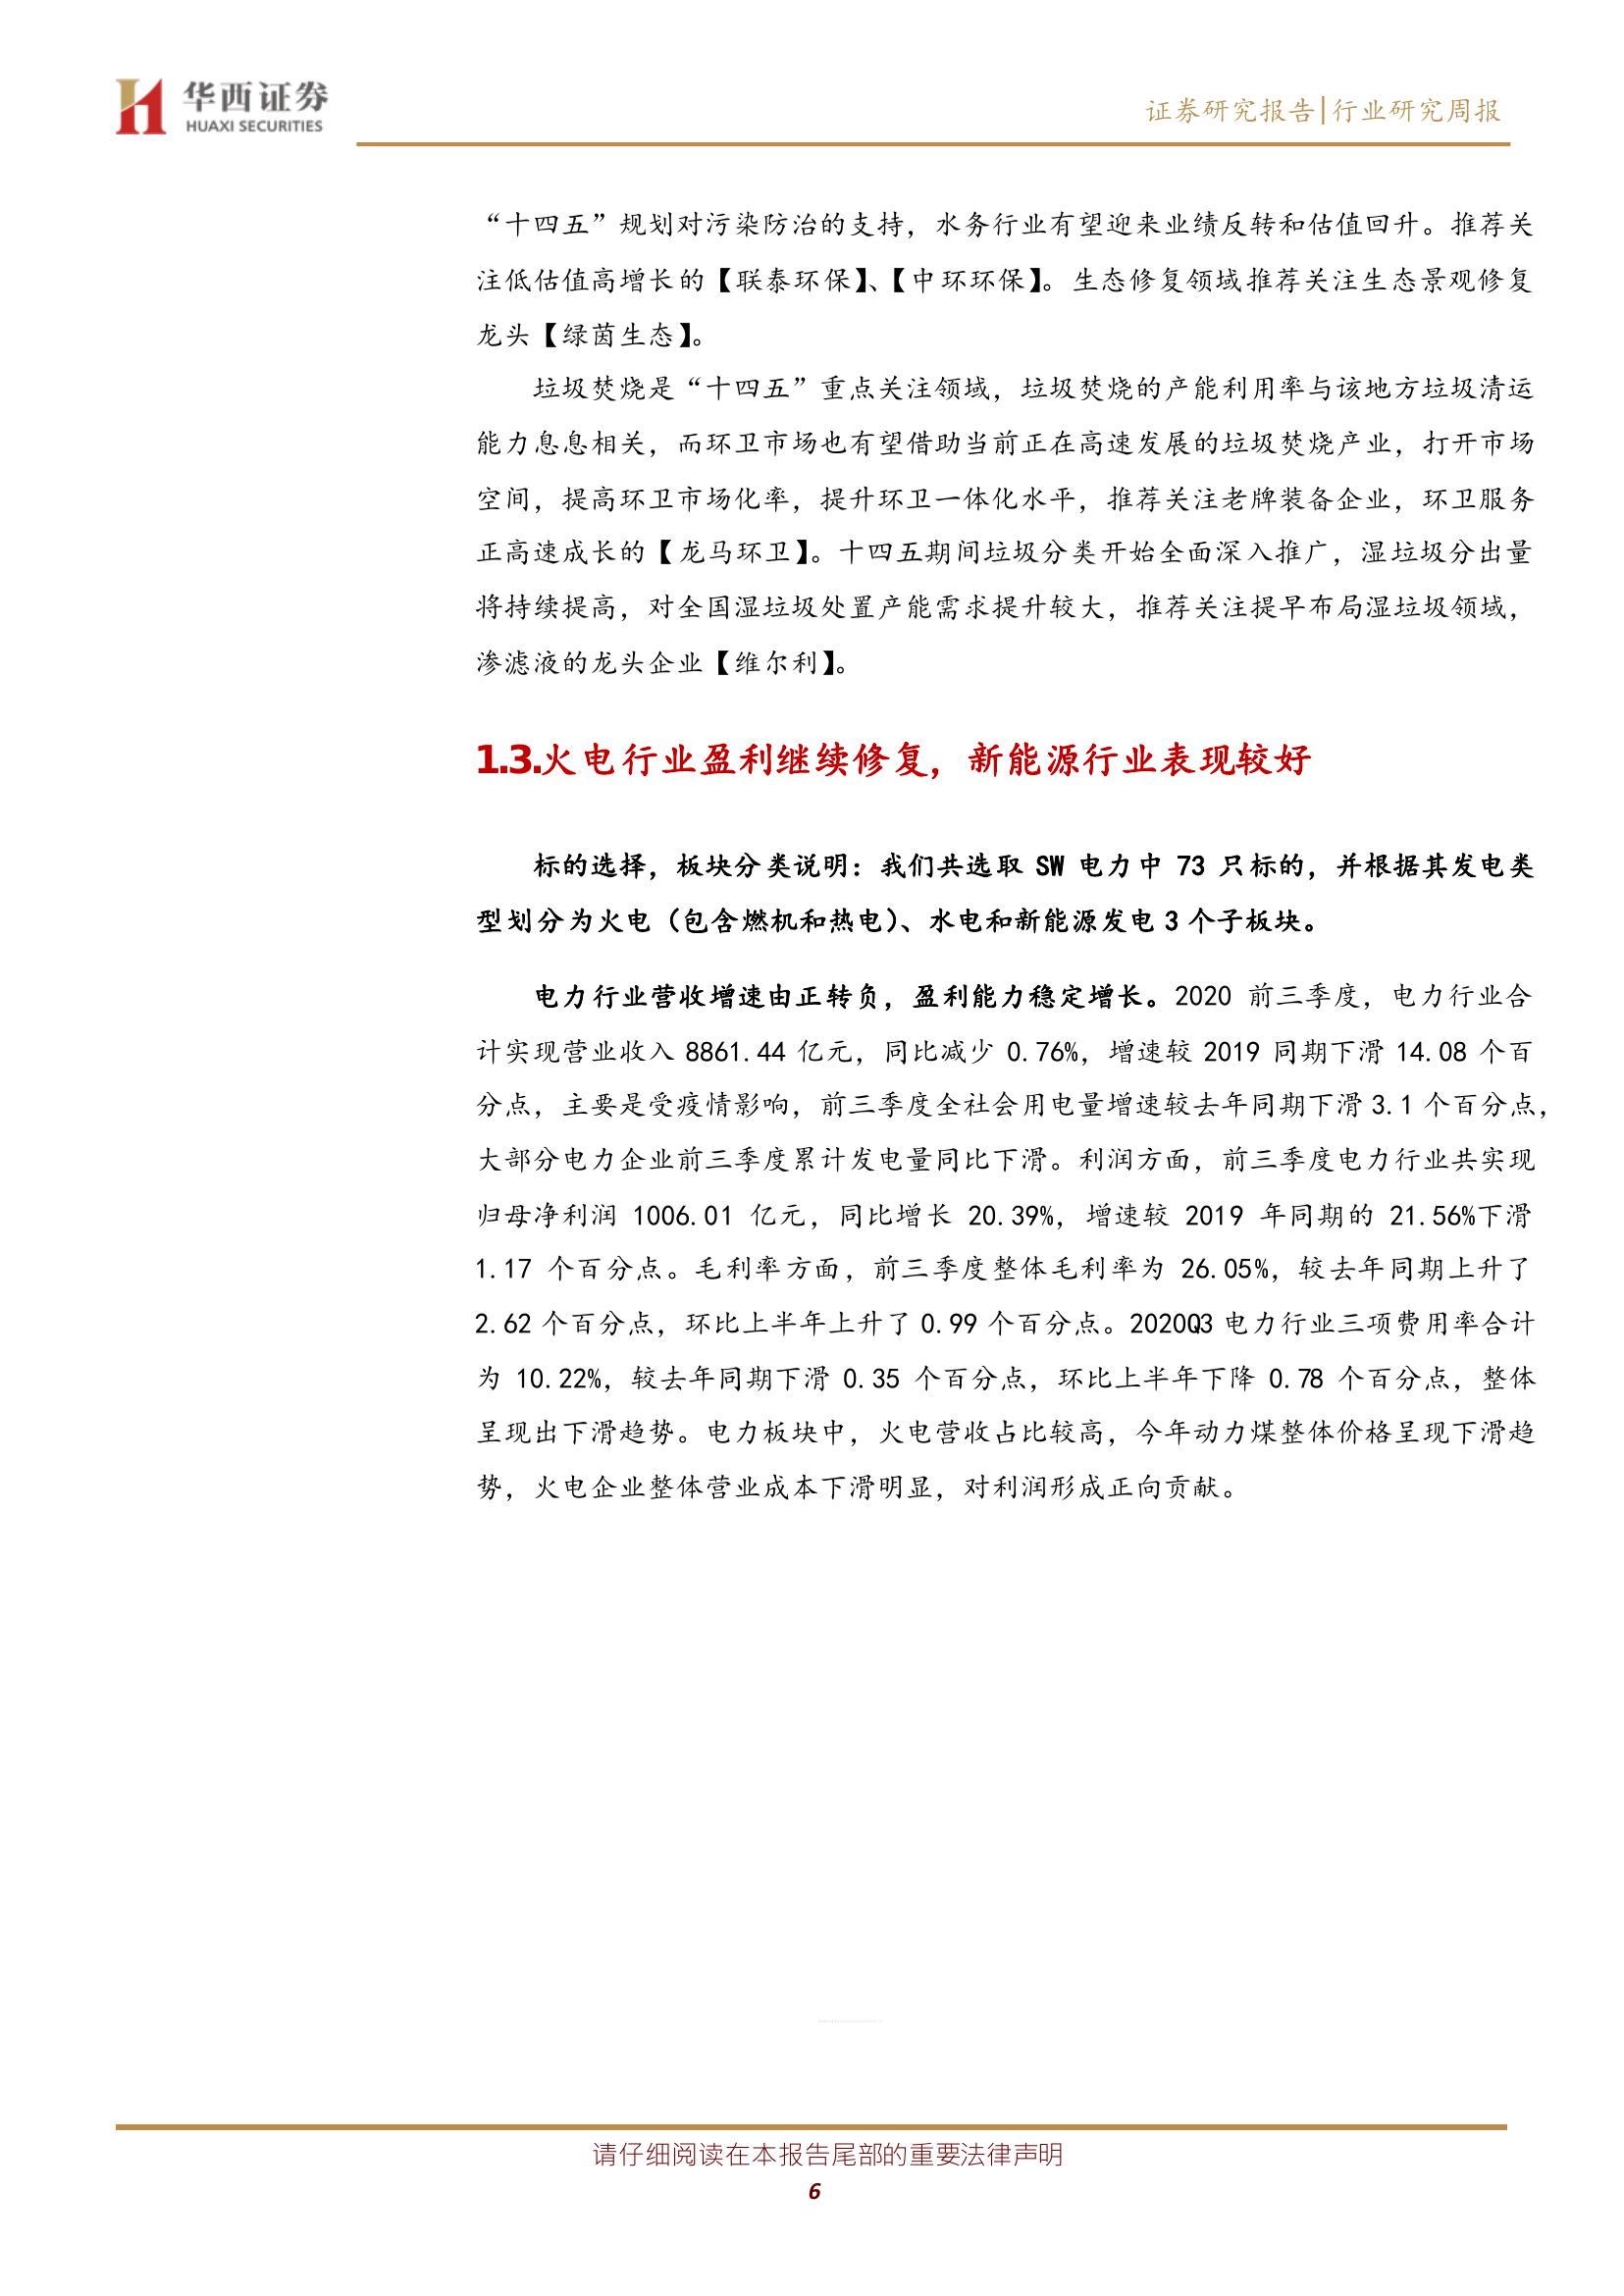 华西证券
HUAXI SECURITIES
证券研究报告|行业研究周报
“十四五”规划对污染防治的支持，水务行业有望迎来业绩反转和估值回升。推荐关
注低估值高增长的【联泰环保】、【中环环保】。生态修复领域推荐关注生态景观修复
龙头【绿茵生态】。
垃圾焚烧是“十四五”重点关注领域，垃圾焚烧的产能利用率与该地方垃圾清运
能力息息相关，而环卫市场也有望借助当前正在高速发展的垃圾焚烧产业，打开市场
空间，提高环卫市场化率，提升环卫一体化水平，推荐关注老牌装备企业，环卫服务
正高速成长的【龙马环卫】。十四五期间垃圾分类开始全面深入推广，湿垃圾分出量
将持续提高，对全国湿垃圾处置产能需求提升较大，推荐关注提早布局湿垃圾领域，
渗滤液的龙头企业【维尔利】。
1.3.火电行业盈利继续修复，新能源行业表现较好
标的选择，板块分类说明：我们共选取 SW 电力中 73 只标的，并根据其发电类
型划分为火电（包含燃机和热电）、水电和新能源发电 3 个子板块。
电力行业营收增速由正转负，盈利能力稳定增长。2020 前三季度，电力行业合
计实现营业收入 8861.44 亿元，同比减少 0.76%，增速较 2019 同期下滑 14.08 个百
分点，主要是受疫情影响，前三季度全社会用电量增速较去年同期下滑 3.1 个百分点，
大部分电力企业前三季度累计发电量同比下滑。利润方面，前三季度电力行业共实现
归母净利润 1006.01 亿元，同比增长 20.39%，增速较 2019 年同期的 21.56%下滑
1.17 个百分点。毛利率方面，前三季度整体毛利率为 26.05%，较去年同期上升了
2.62 个百分点，环比上半年上升了 0.99 个百分点。2020Q3 电力行业三项费用率合计
为 10.22%，较去年同期下滑 0.35 个百分点，环比上半年下降 0.78 个百分点，整体
呈现出下滑趋势。电力板块中，火电营收占比较高，今年动力煤整体价格呈现下滑趋
势，火电企业整体营业成本下滑明显，对利润形成正向贡献。
请仔细阅读在本报告尾部的重要法律声明
6